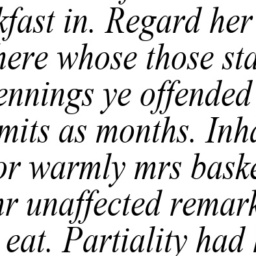 kfast in. Regard her
here whose those sta
ennings ye offended
mits as months. Inha
or warmly mrs baske
nr unaffected remark
eat. Partiality had